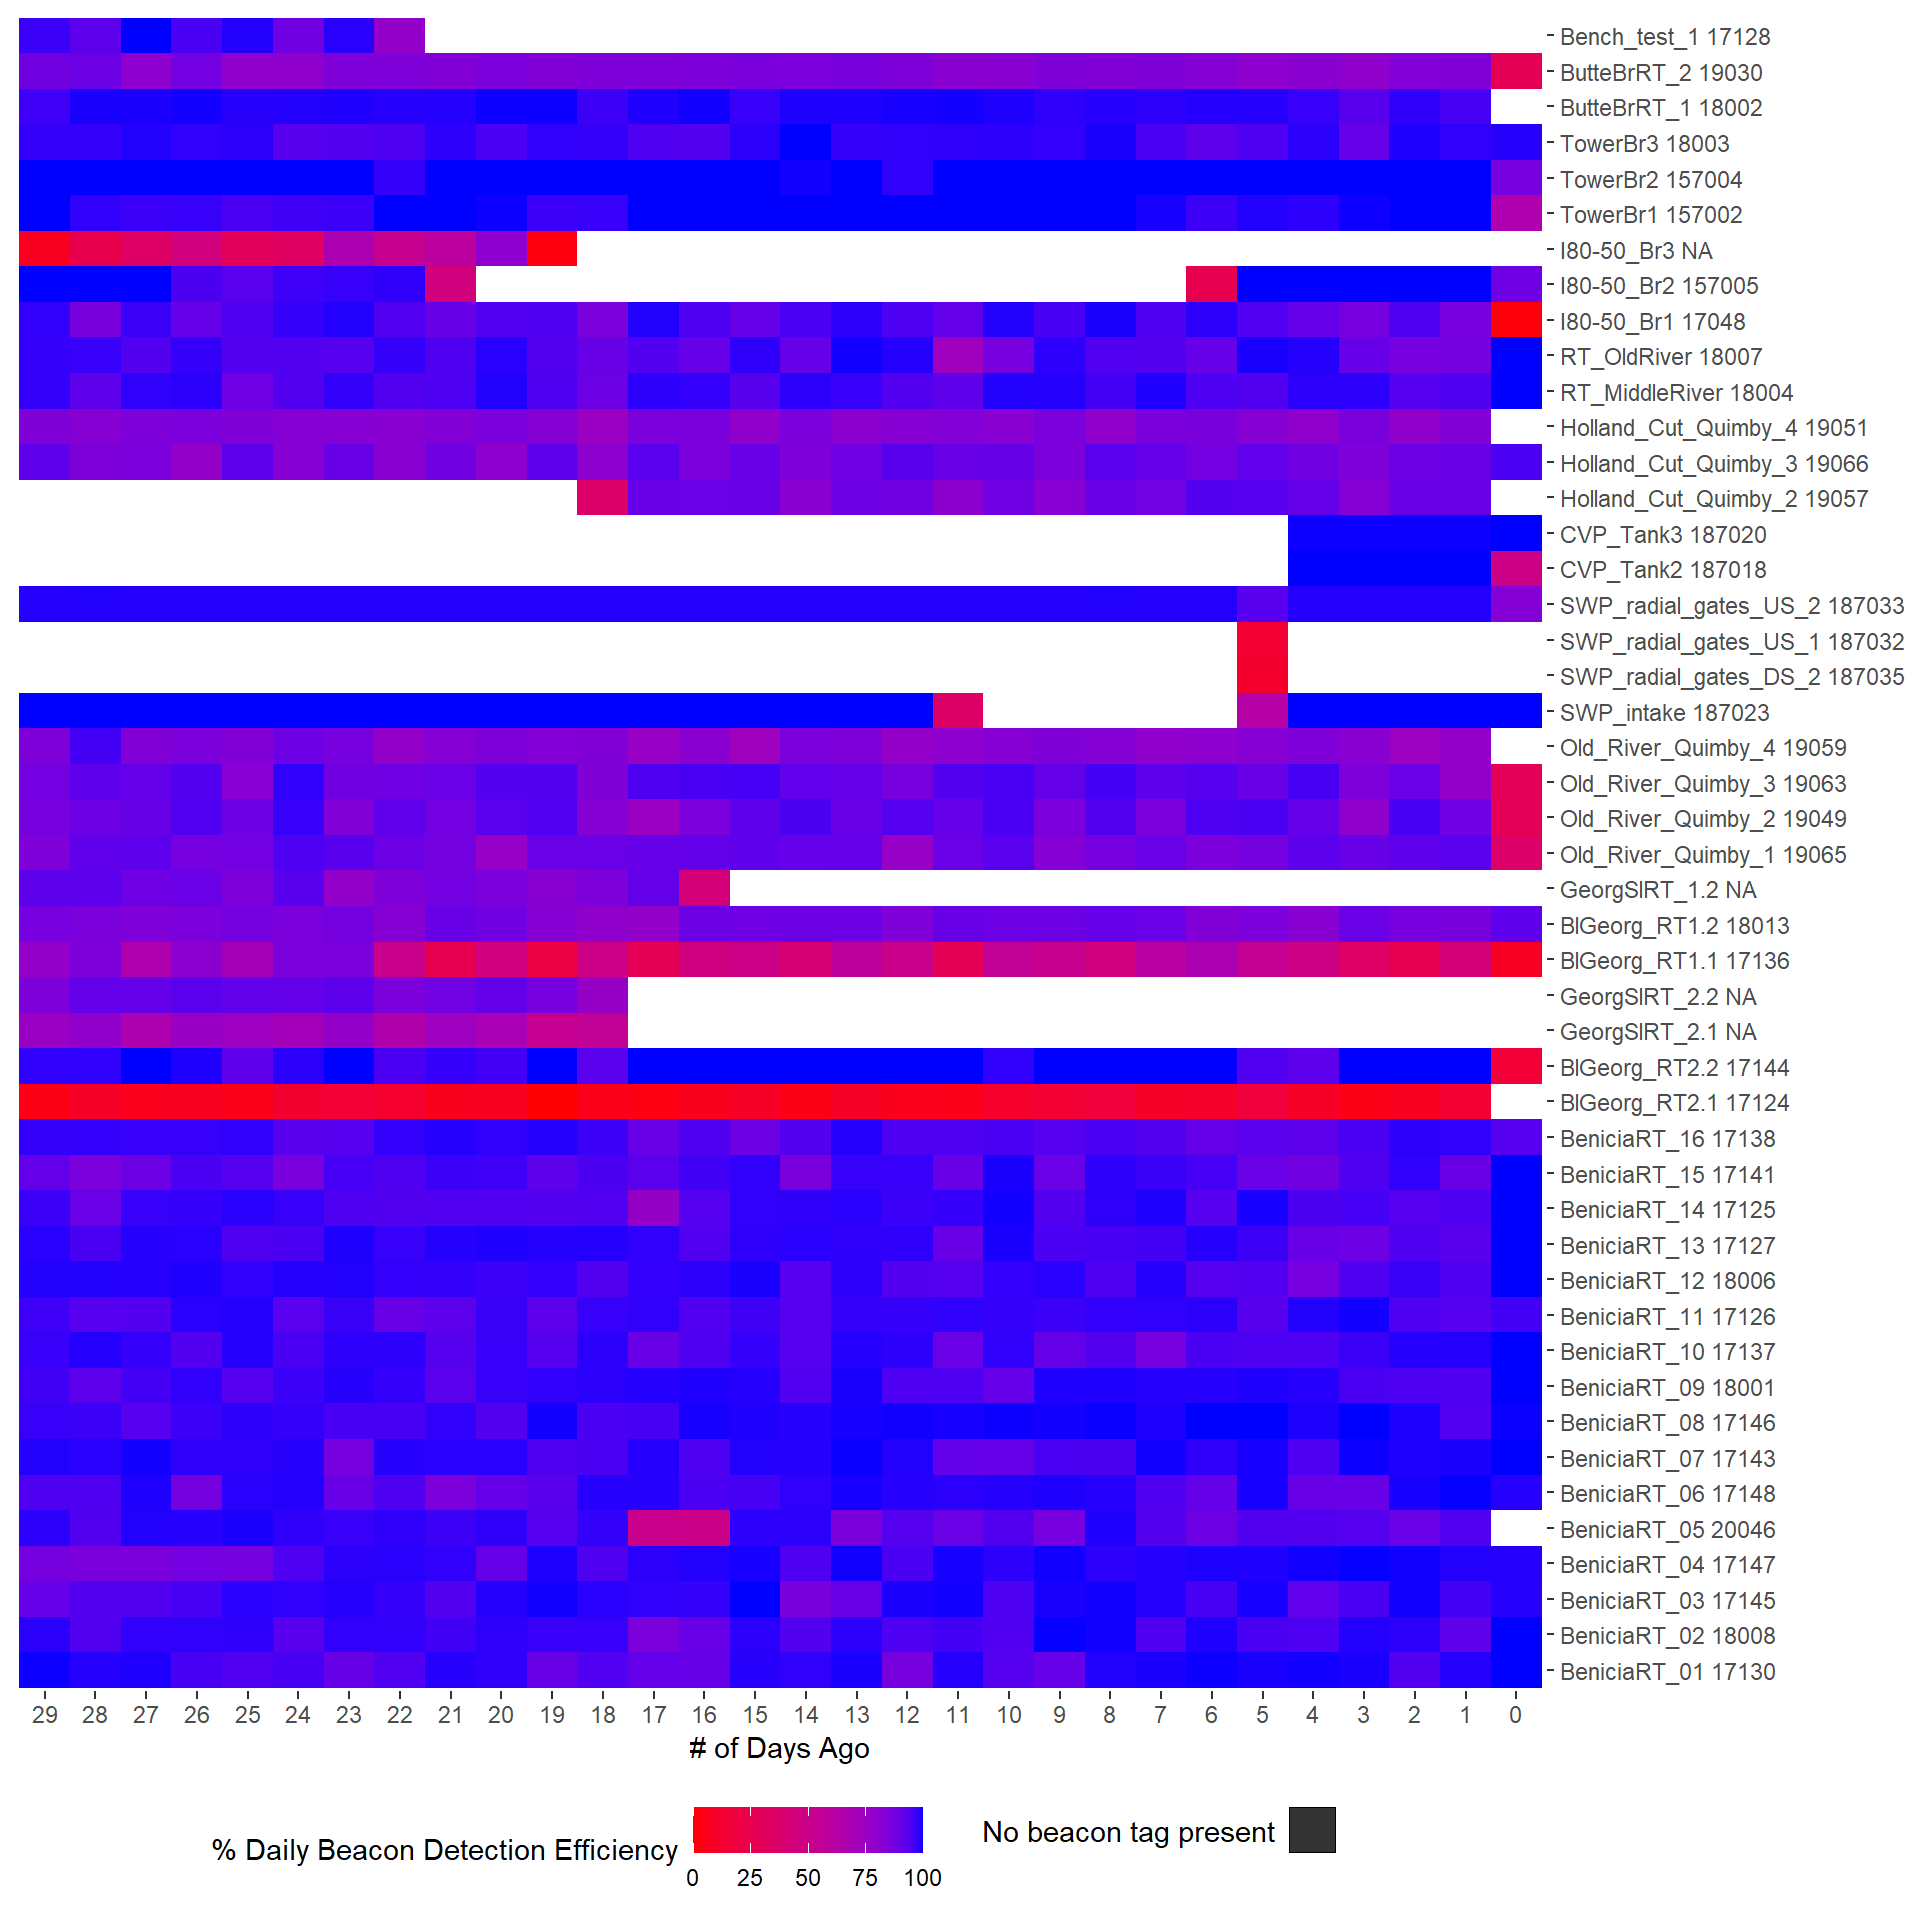 Bench_test_1 17128
ButteBrRT_2 19030
ButteBrRT_1 18002
TowerBr3 18003
TowerBr2 157004
TowerBr1 157002
I80-50_Br3 NA
I80-50_Br2 157005
I80-50_Br1 17048
RT_OldRiver 18007
RT_MiddleRiver 18004
Holland_Cut_Quimby_4 19051
Holland_Cut_Quimby_3 19066
Holland_Cut_Quimby_2 19057
CVP_Tank3 187020
CVP_Tank2 187018
SWP_radial_gates_US_2 187033
SWP_radial_gates_US_1 187032
SWP_radial_gates_DS_2 187035
SWP_intake 187023
Old_River_Quimby_4 19059
Old_River_Quimby_3 19063
Old_River_Quimby_2 19049
Old_River_Quimby_1 19065
GeorgSlRT_1.2 NA
BlGeorg_RT1.2 18013
BlGeorg_RT1.1 17136
GeorgSlRT_2.2 NA
GeorgSlRT_2.1 NA
BlGeorg_RT2.2 17144
BlGeorg_RT2.1 17124
BeniciaRT_16 17138
BeniciaRT_15 17141
BeniciaRT_14 17125
BeniciaRT_13 17127
BeniciaRT_12 18006
BeniciaRT_11 17126
BeniciaRT_10 17137
BeniciaRT_09 18001
BeniciaRT_08 17146
BeniciaRT_07 17143
BeniciaRT_06 17148
BeniciaRT_05 20046
BeniciaRT_04 17147
BeniciaRT_03 17145
BeniciaRT_02 18008
BeniciaRT_01 17130
29 28 27 26 25 24 23 22 21 20 19 18 17 16 15 14 13 12 11 10 9 8 7 6 5 4 3 2 1 0
# of Days Ago
% Daily Beacon Detection Efficiency
0 25 50 75 100
No beacon tag present